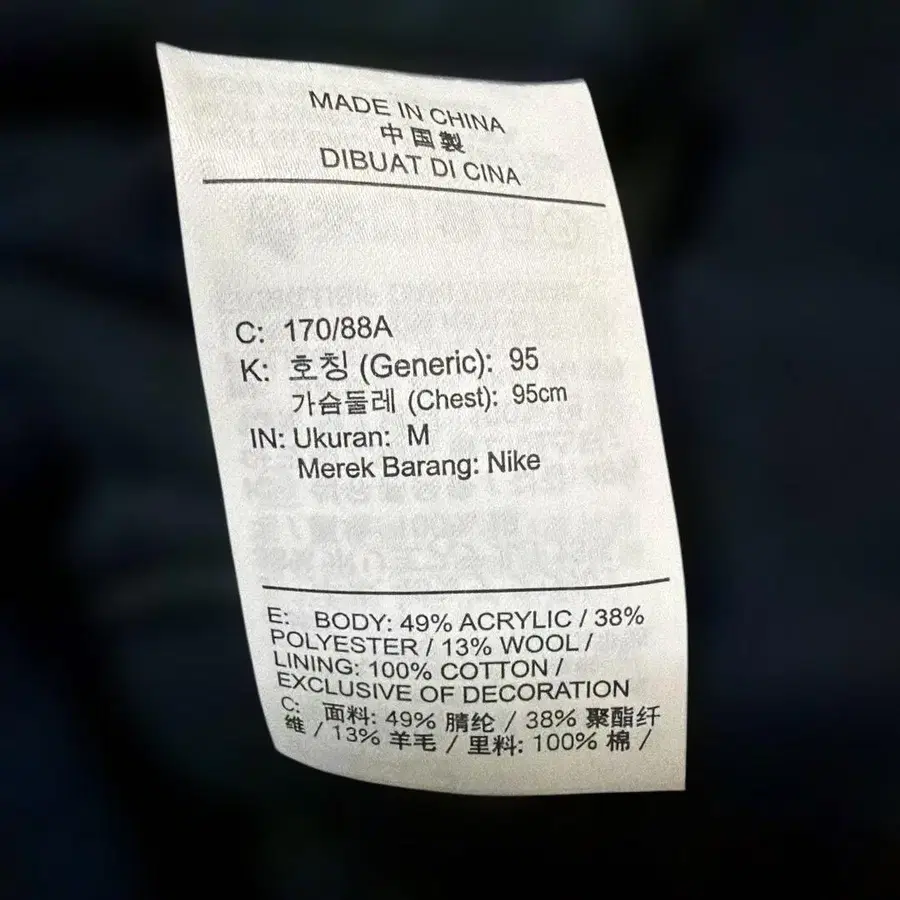 MADE IN CHINA
中国製
DIBUAT DI CINA
C: 170/88A
K: 호칭 (Generic): 95
가슴둘레 (Chest): 95cm
IN: Ukuran: M
Merek Barang: Nike
E: BODY: 49% ACRYLIC / 38%
POLYESTER / 13% WOOL /
LINING: 100% COTTON /
EXCLUSIVE OF DECORATION
C: 面料: 49% 腈纶 / 38% 聚酯纤
维 / 13% 羊毛 / 里料: 100% 棉 /